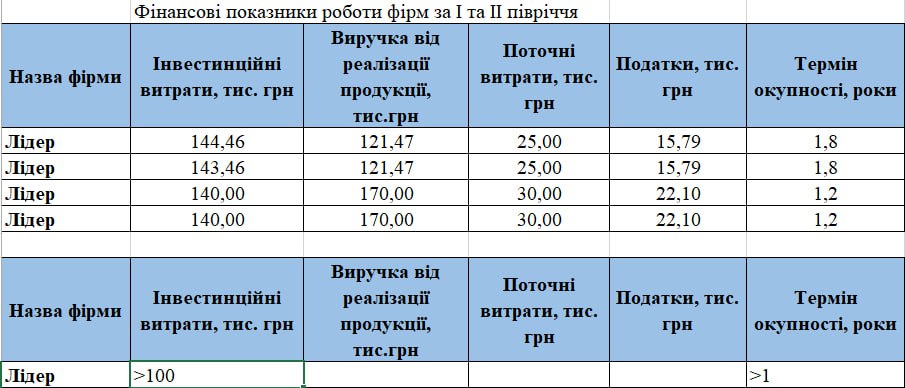 Фінансові показники роботи фірм за І та ІІ півріччя
Назва фірми | Інвестинційні витрати, тис. грн | Виручка від реалізації продукції, тис.грн | Поточні витрати, тис. грн | Податки, тис. грн | Термін окупності, роки
Лідер | 144,46 | 121,47 | 25,00 | 15,79 | 1,8
Лідер | 143,46 | 121,47 | 25,00 | 15,79 | 1,8
Лідер | 140,00 | 170,00 | 30,00 | 22,10 | 1,2
Лідер | 140,00 | 170,00 | 30,00 | 22,10 | 1,2
Назва фірми | Інвестинційні витрати, тис. грн | Виручка від реалізації продукції, тис.грн | Поточні витрати, тис. грн | Податки, тис. грн | Термін окупності, роки
Лідер | >100 | >1